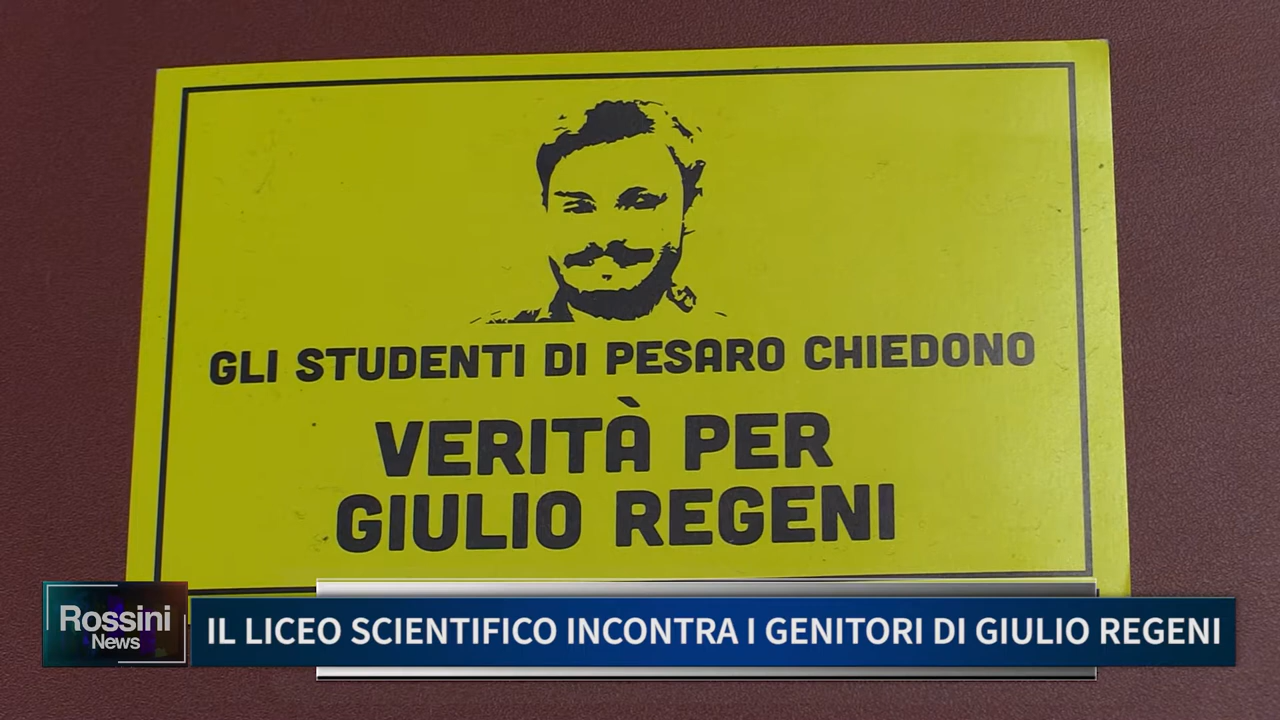 GLI STUDENTI DI PESARO CHIEDONO
VERITÀ PER
GIULIO REGENI
Rossini
News
IL LICEO SCIENTIFICO INCONTRA I GENITORI DI GIULIO REGENI